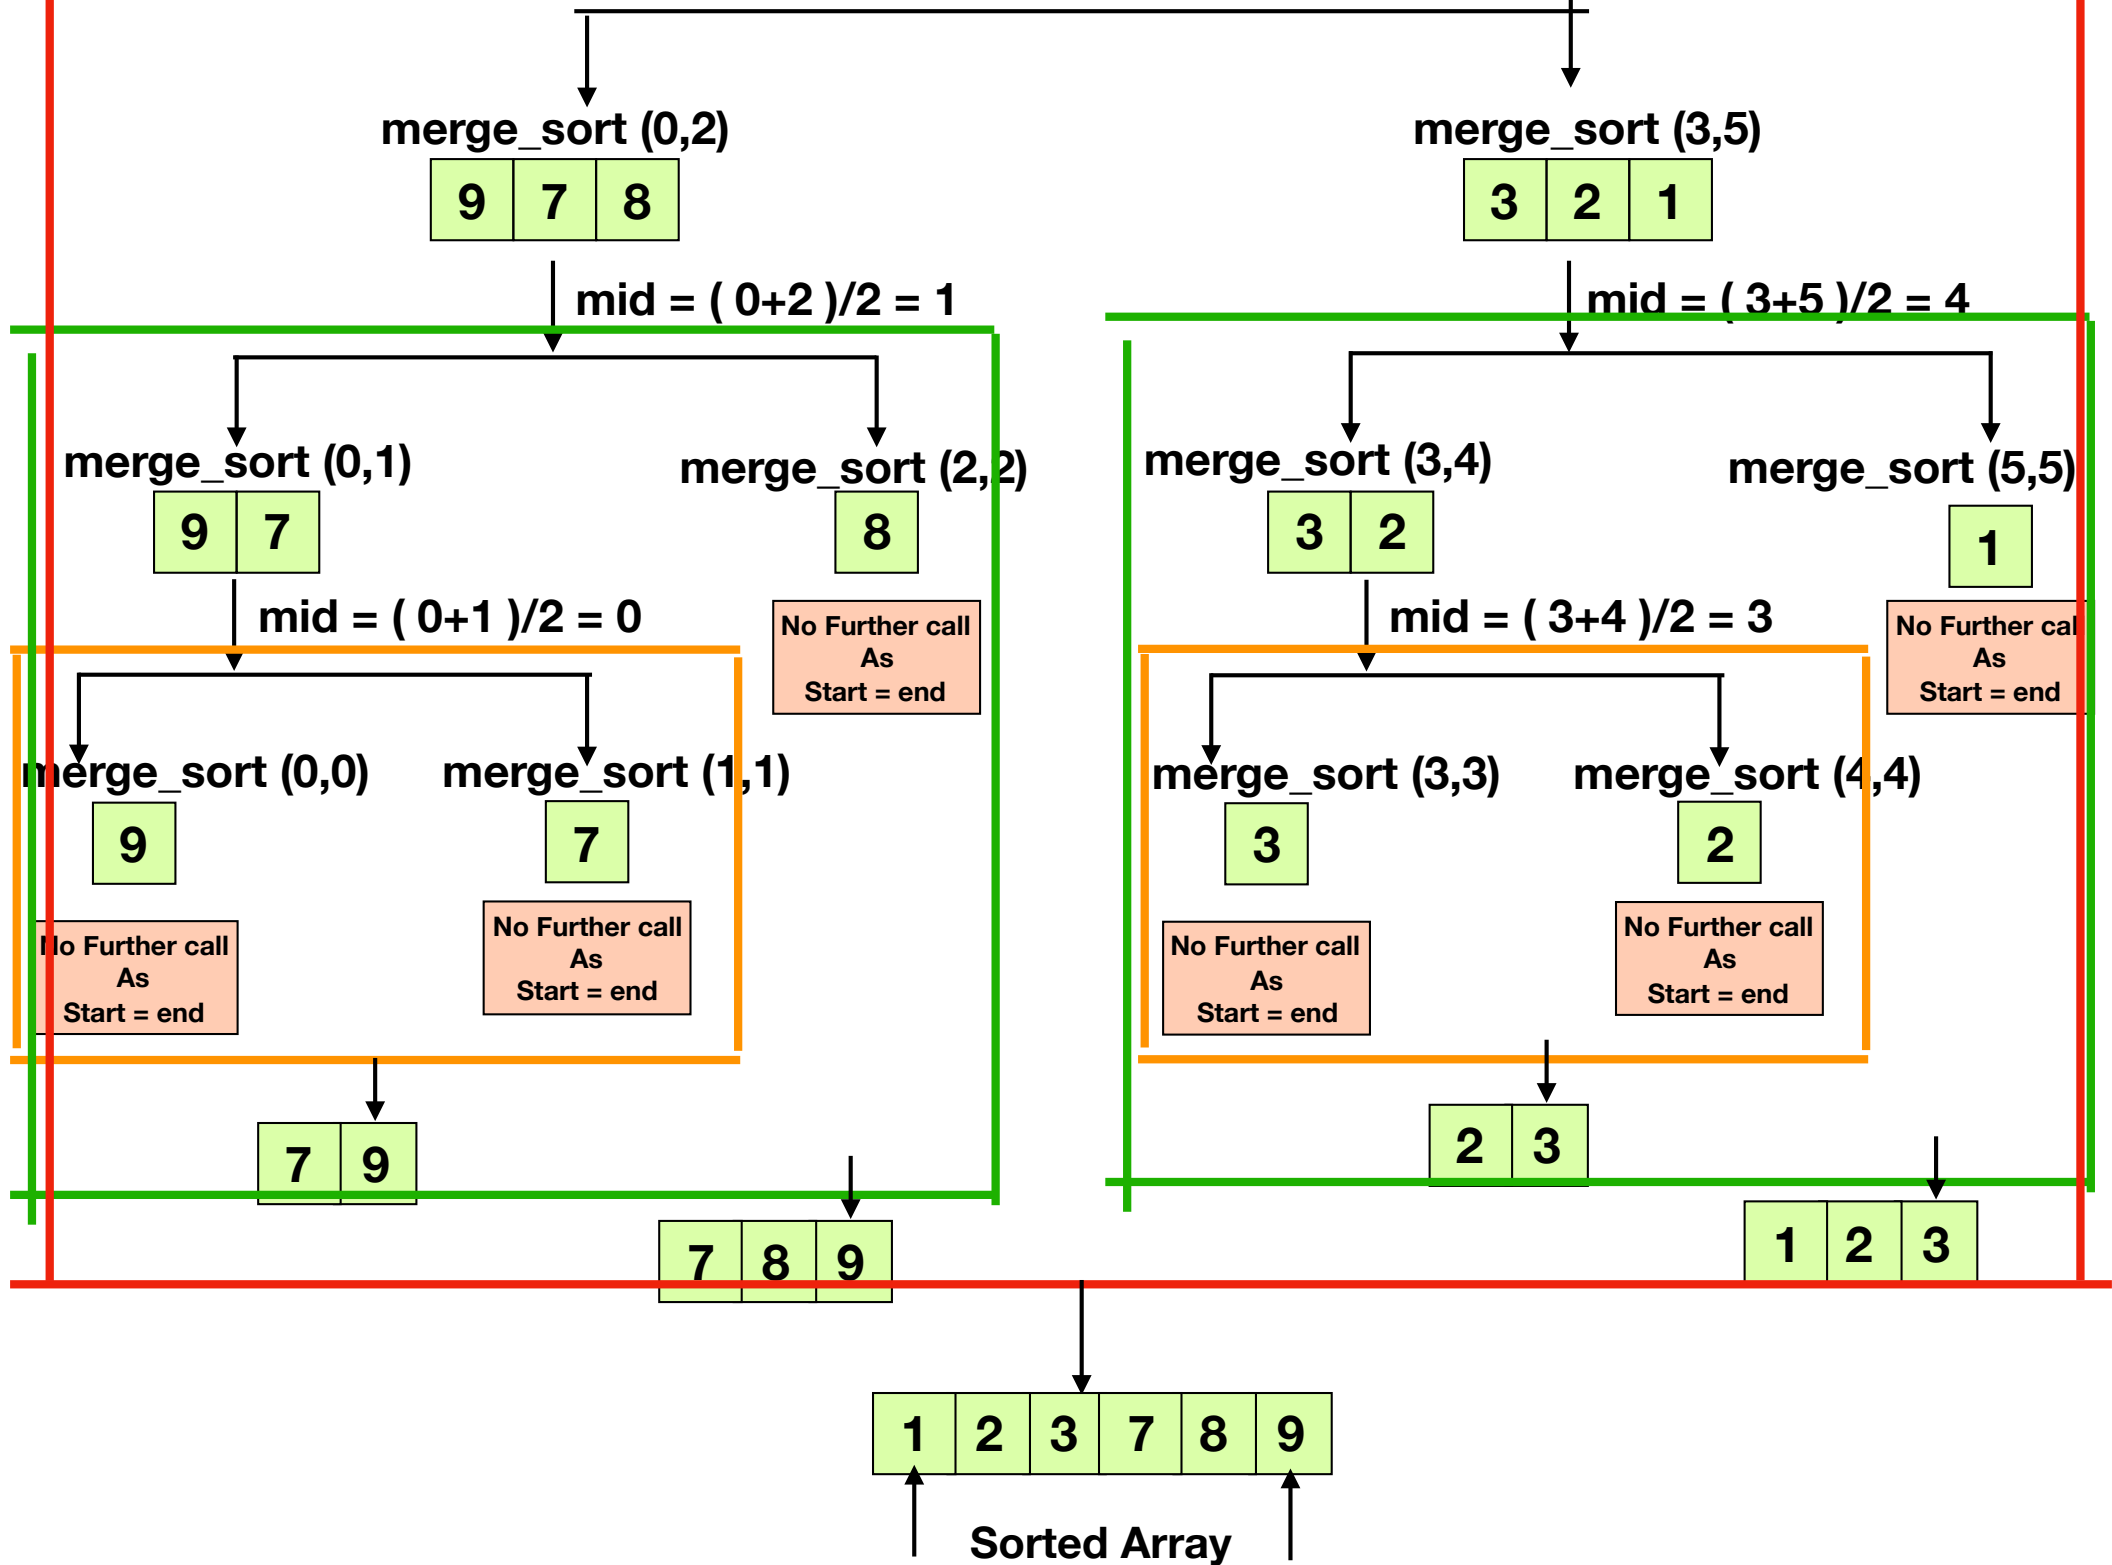 merge_sort (0,2)
merge_sort (3,5)
9 7 8
3 2 1
mid = ( 0+2 )/2 = 1
mid = ( 3+5 )/2 = 4
merge_sort (0,1)
merge_sort (2,2)
merge_sort (3,4)
merge_sort (5,5)
9 7
8
3 2
1
mid = ( 0+1 )/2 = 0
No Further call
As
Start = end
mid = ( 3+4 )/2 = 3
No Further call
As
Start = end
merge_sort (0,0)
merge_sort (1,1)
merge_sort (3,3)
merge_sort (4,4)
9
7
3
2
No Further call
As
Start = end
No Further call
As
Start = end
No Further call
As
Start = end
No Further call
As
Start = end
7 9
2 3
7 8 9
1 2 3
1 2 3 7 8 9
Sorted Array